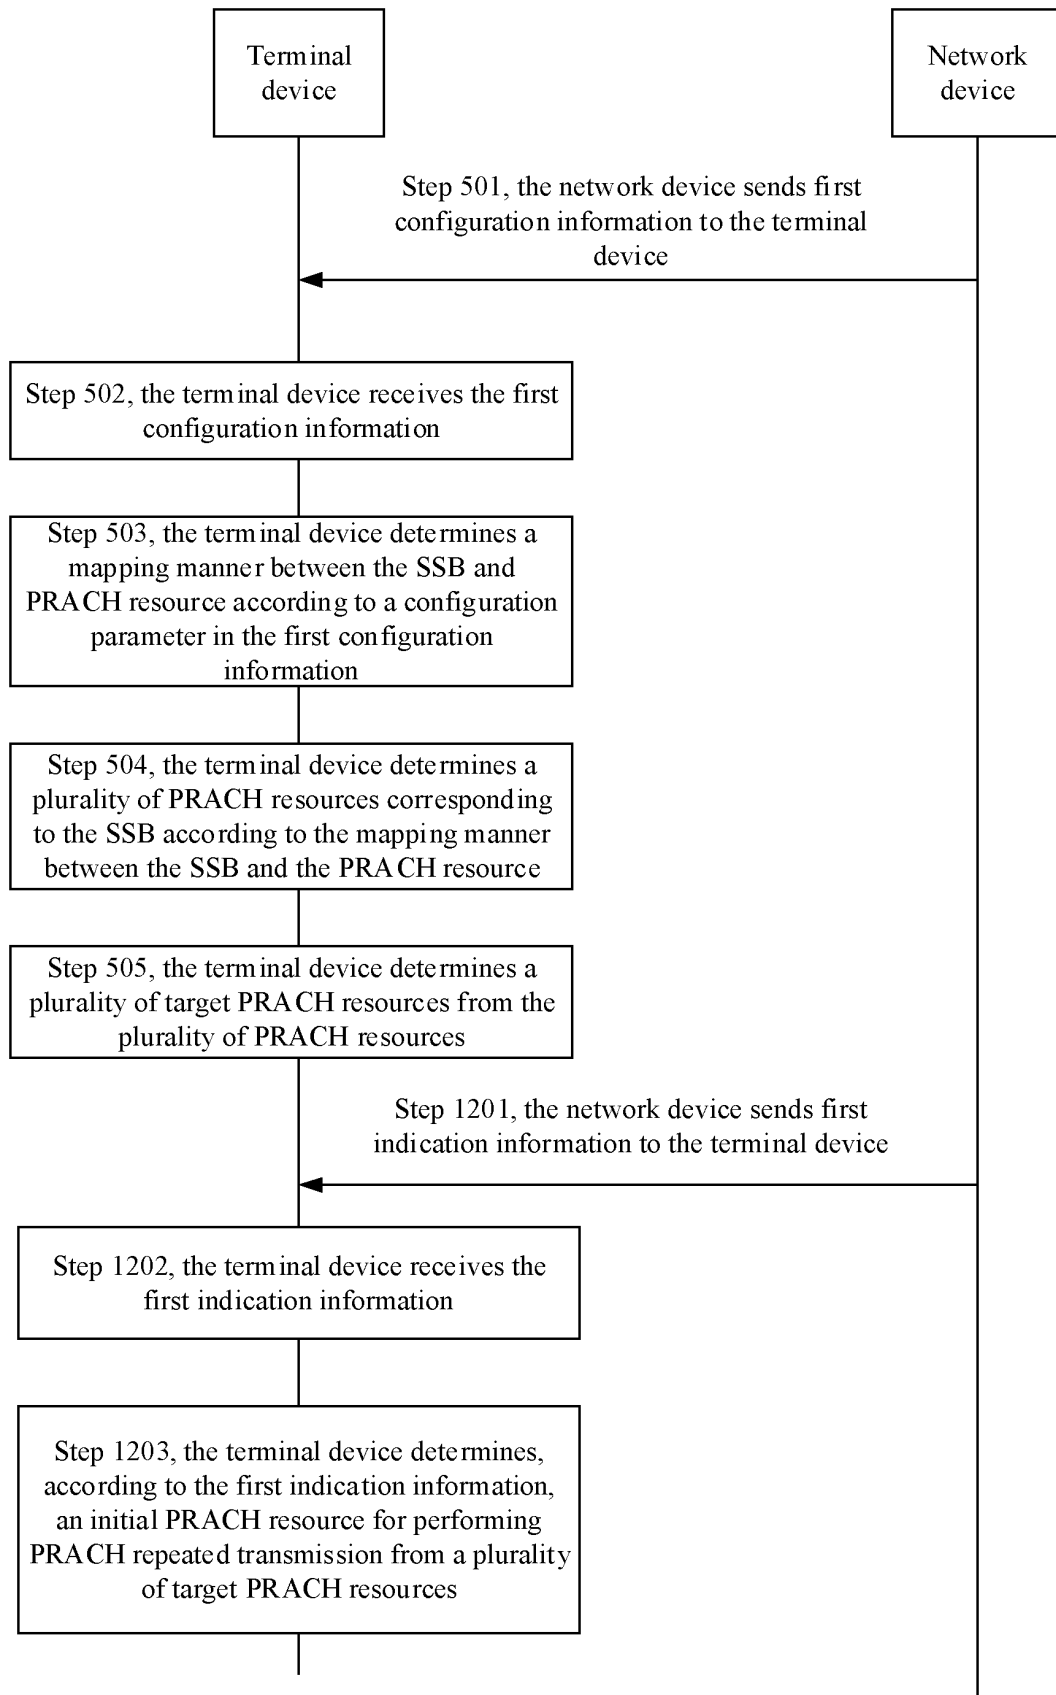 Terminal
device
Network
device
Step 501, the network device sends first
configuration information to the terminal
device
Step 502, the terminal device receives the first
configuration information
Step 503, the terminal device determines a
mapping manner between the SSB and
PRACH resource according to a configuration
parameter in the first configuration
information
Step 504, the terminal device determines a
plurality of PRACH resources corresponding
to the SSB according to the mapping manner
between the SSB and the PRACH resource
Step 505, the terminal device determines a
plurality of target PRACH resources from the
plurality of PRACH resources
Step 1201, the network device sends first
indication information to the terminal device
Step 1202, the terminal device receives the
first indication information
Step 1203, the terminal device determines,
according to the first indication information,
an initial PRACH resource for performing
PRACH repeated transmission from a plurality
of target PRACH resources